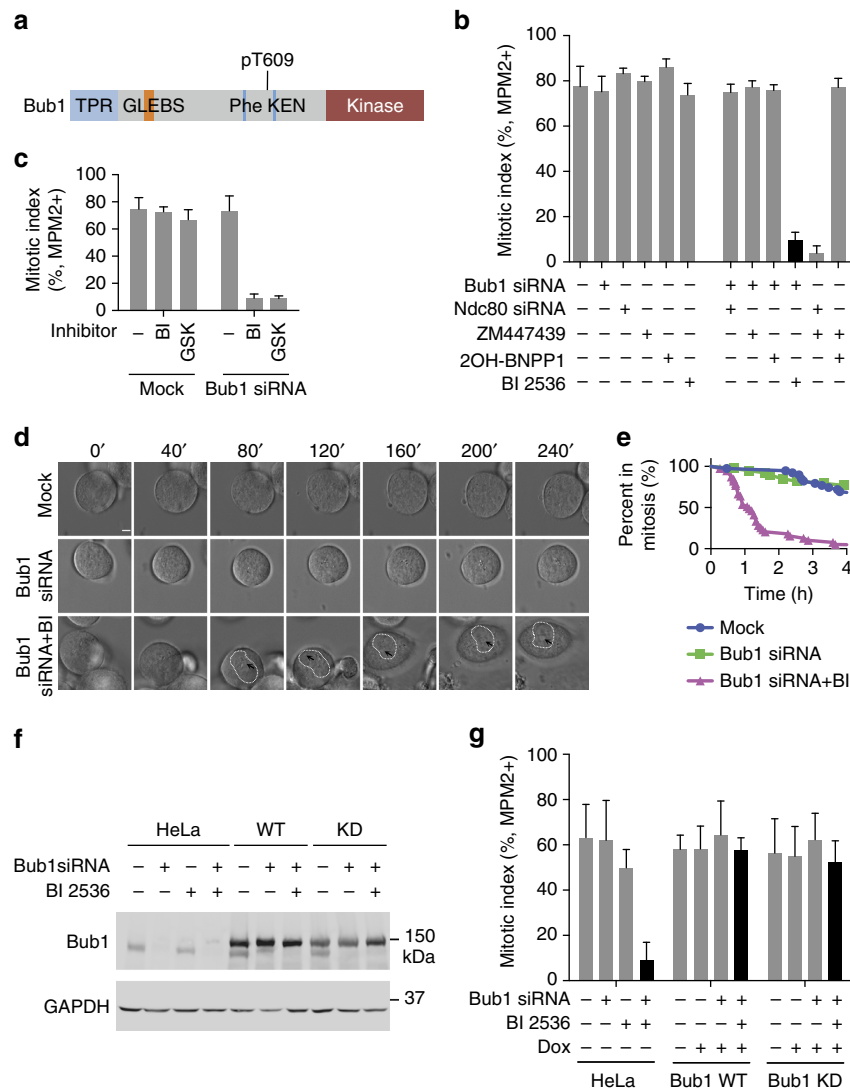 a
pT609
Bub1 TPR GLEBS Phe KEN Kinase
b
Mitotic index (%, MPM2+)
100
80
60
40
20
0
Bub1 siRNA – + – – – – + + + + – –
Ndc80 siRNA – – + – – – + – – – + –
ZM447439 – – – + – – – + – – + +
2OH-BNPP1 – – – – + – – – + – – +
BI 2536 – – – – – + – – – + – –
c
Mitotic index
(%, MPM2+)
100
80
60
40
20
0
Inhibitor – BI GSK – BI GSK
Mock Bub1 siRNA
d
0′ 40′ 80′ 120′ 160′ 200′ 240′
Mock
Bub1
siRNA
Bub1
siRNA+BI
e
Percent in
mitosis (%)
100
50
0
0 1 2 3 4
Time (h)
Mock
Bub1 siRNA
Bub1 siRNA+BI
f
HeLa WT KD
Bub1siRNA – + – + – + + – + +
BI 2536 – – + + – – + – – +
Bub1
150
kDa
GAPDH
37
g
Mitotic index (%, MPM2+)
100
80
60
40
20
0
Bub1 siRNA – + – + – – + + – – + +
BI 2536 – – + + – – – + – – – +
Dox – – – – – + + + – + + +
HeLa Bub1 WT Bub1 KD